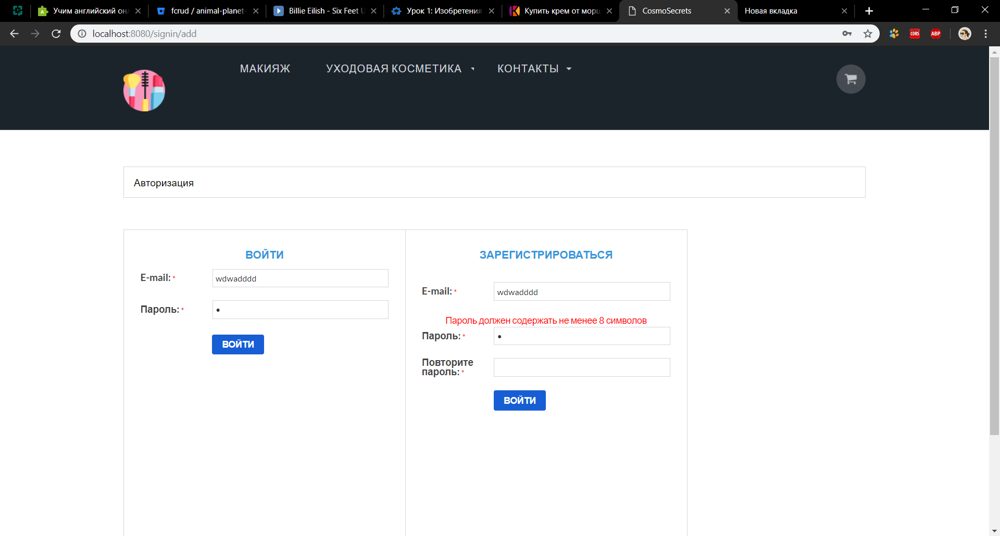 Учим английский онл
fcrud / animal-planet-
Billie Eilish - Six Feet U
Урок 1: Изобретения
Купить крем от морщ
CosmoSecrets
Новая вкладка
localhost:8080/signin/add
CORS
ABP
МАКИЯЖ
УХОДОВАЯ КОСМЕТИКА
КОНТАКТЫ
Авторизация
ВОЙТИ
E-mail: *
wdwadddd
Пароль: *
ВОЙТИ
ЗАРЕГИСТРИРОВАТЬСЯ
E-mail: *
wdwadddd
Пароль должен содержать не менее 8 символов
Пароль: *
Повторите
пароль: *
ВОЙТИ